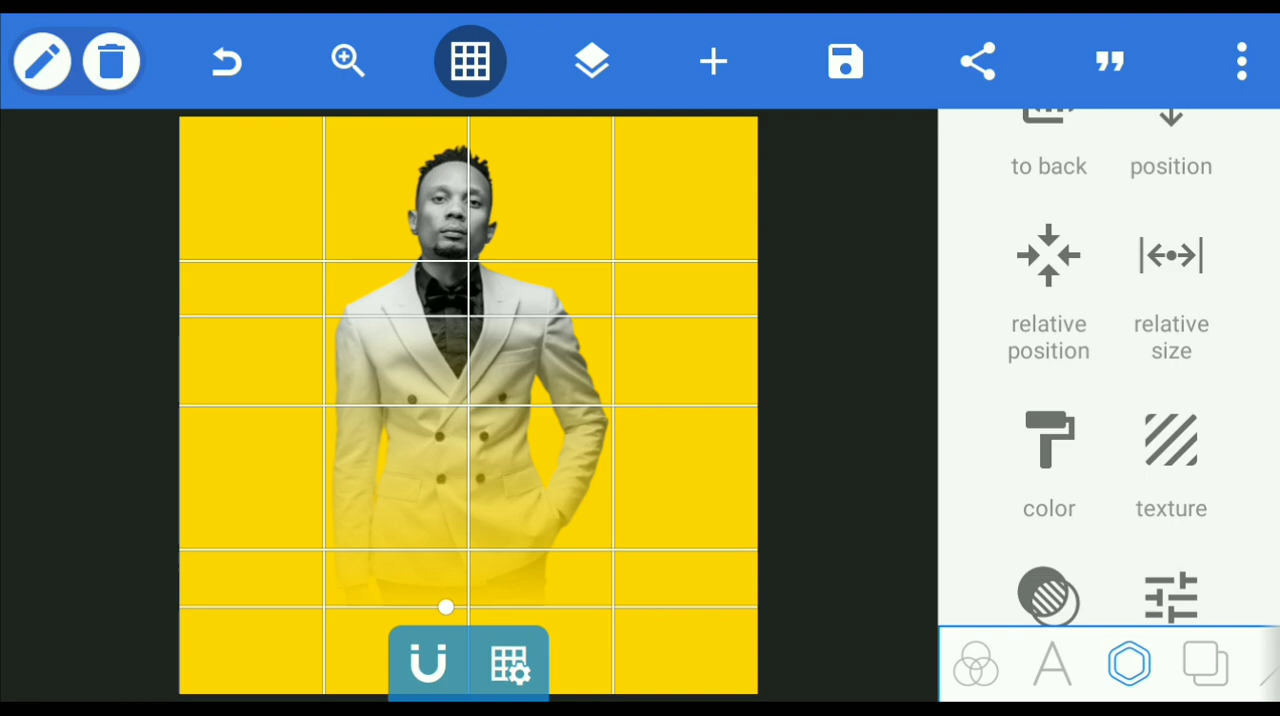 to back
position
relative
position
relative
size
color
texture